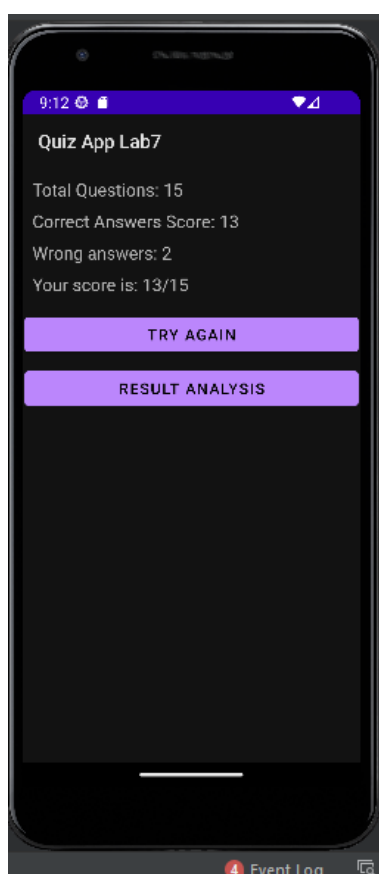 9:12
Quiz App Lab7
Total Questions: 15
Correct Answers Score: 13
Wrong answers: 2
Your score is: 13/15
TRY AGAIN
RESULT ANALYSIS
4 Event Log